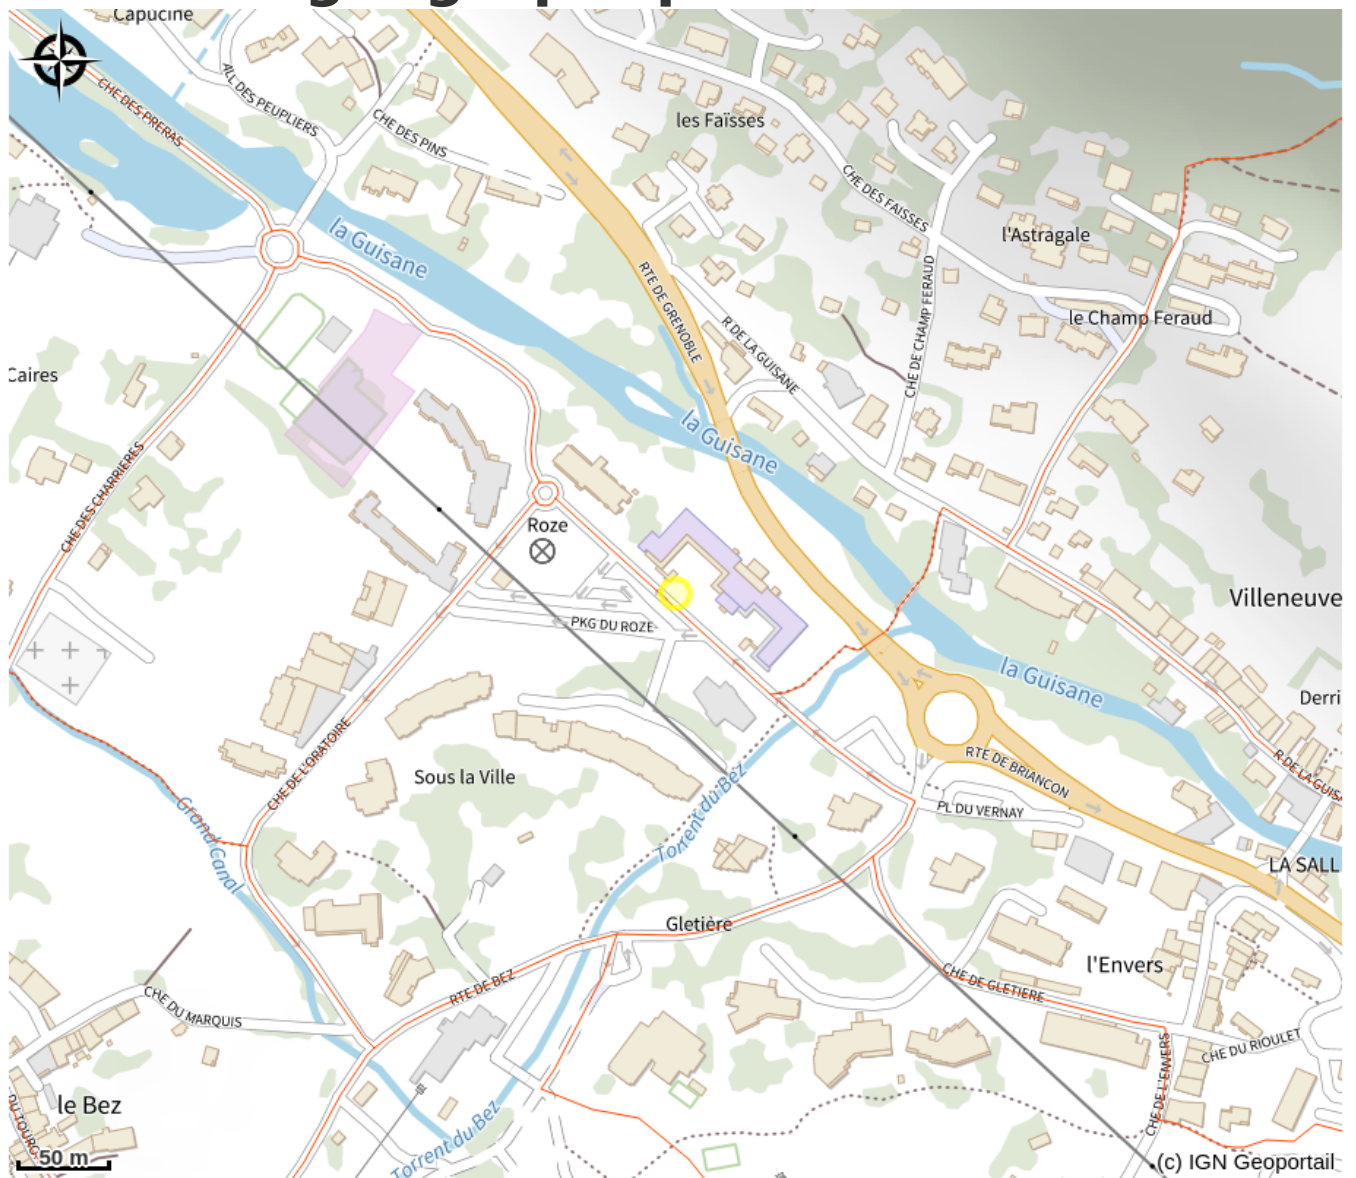 Capucine
ALL DES PEUPLIERS
CHE DES PRERAS
CHE DES PINS
les Faïsses
CHE DES FAISSES
l'Astragale
la Guisane
RTE DE GRENOBLE
R DE LA GUISANE
CHE DE CHAMP FERAUD
le Champ Feraud
Caires
la Guisane
CHE DES CHARRIERES
Roze
PKG DU ROZE
Villeneuve
la Guisane
Derri
CHE DE L'ORATOIRE
Sous la Ville
RTE DE BRIANCON
R DE LA GUISA
Grand Canal
Torrent du Bez
PL DU VERNAY
LA SALL
Gletière
l'Envers
RTE DE BEZ
CHE DE GLETIERE
CHE DU MARQUIS
CHE DU RIOULET
CHE DE L'ENVERS
le Bez
DU TOURO
Torrent du Bez
50 m
(c) IGN Geoportail